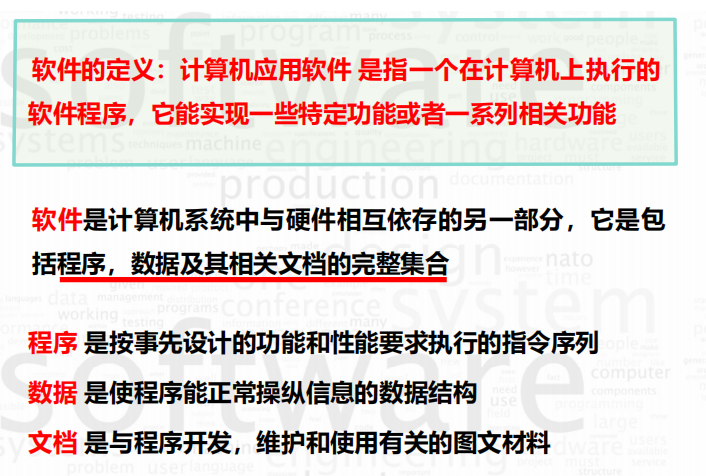 软件的定义：计算机应用软件 是指一个在计算机上执行的
软件程序，它能实现一些特定功能或者一系列相关功能
软件是计算机系统中与硬件相互依存的另一部分，它是包
括程序，数据及其相关文档的完整集合
程序 是按事先设计的功能和性能要求执行的指令序列
数据 是使程序能正常操纵信息的数据结构
文档 是与程序开发，维护和使用有关的图文材料